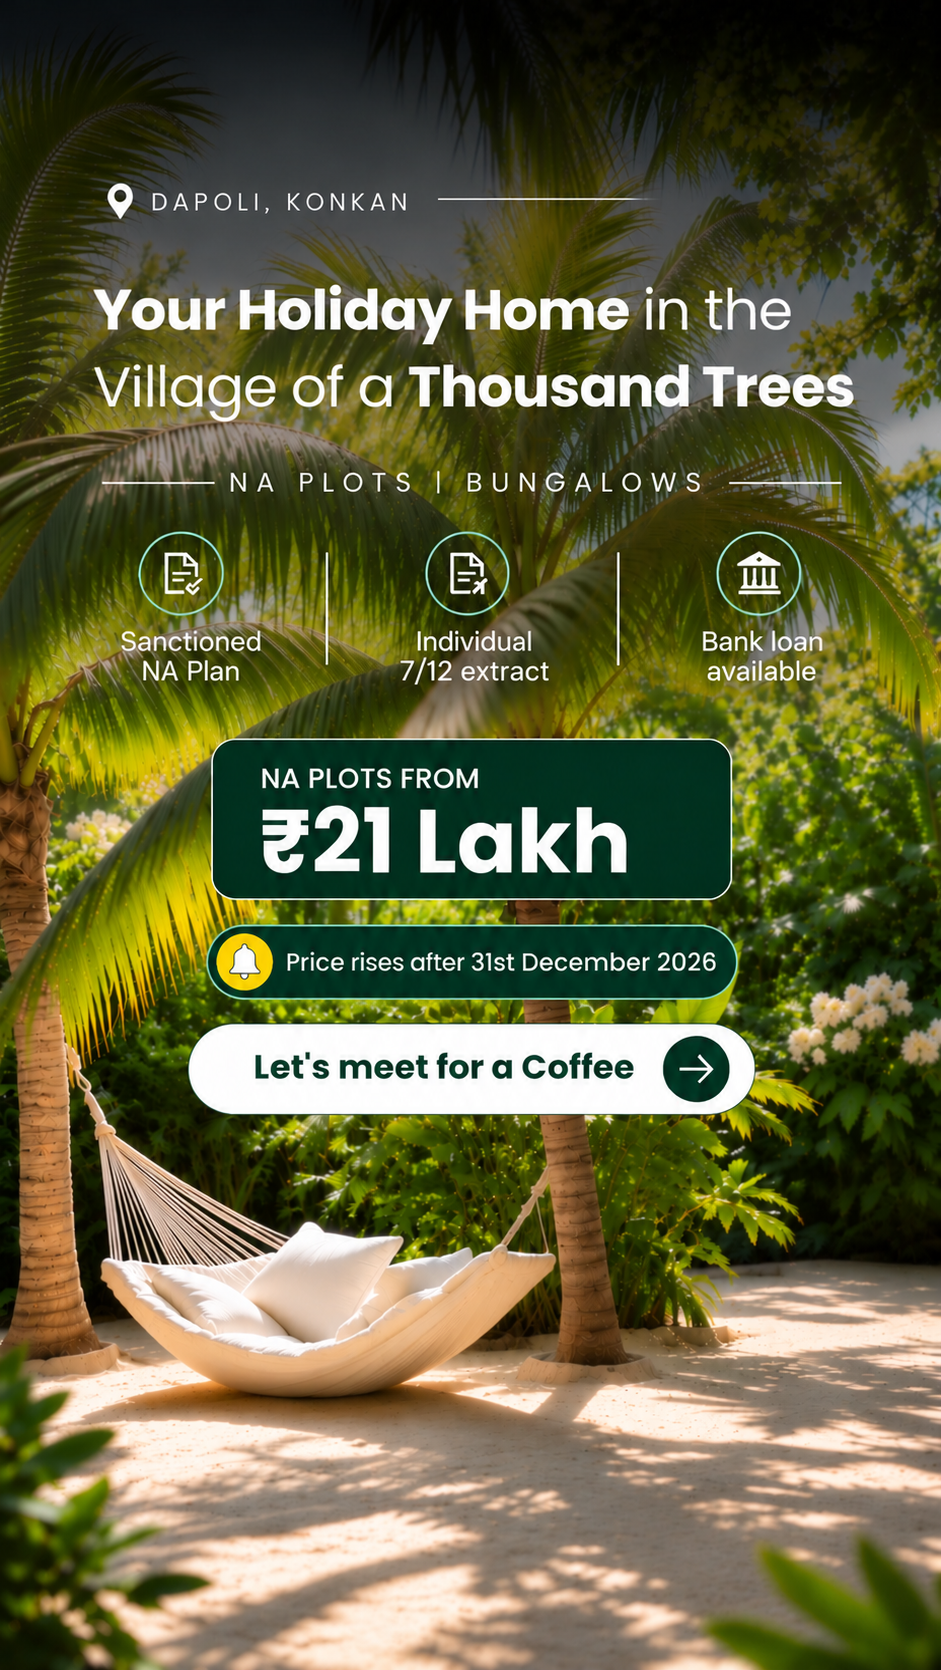 DAPOLI, KONKAN
Your Holiday Home in the
Village of a Thousand Trees
NA PLOTS | BUNGALOWS
Sanctioned
NA Plan
Individual
7/12 extract
Bank loan
available
NA PLOTS FROM
₹21 Lakh
Price rises after 31st December 2026
Let's meet for a Coffee